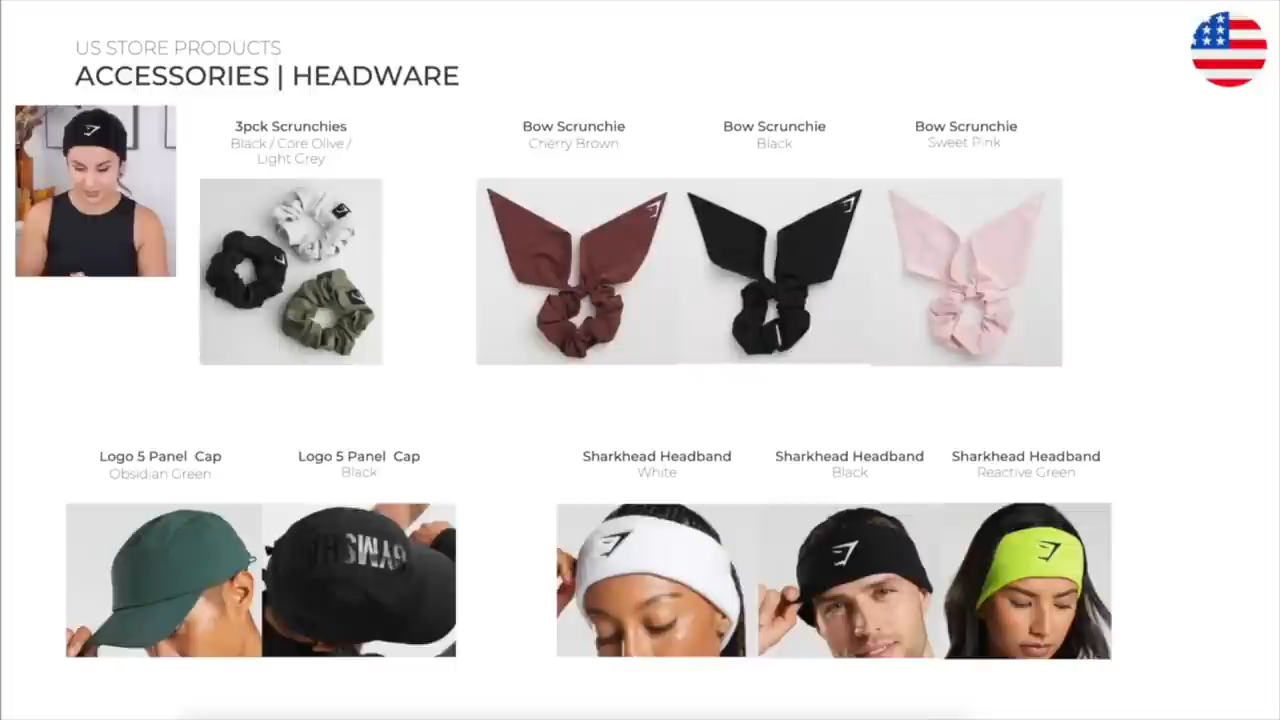 US STORE PRODUCTS
ACCESSORIES | HEADWARE
3pck Scrunchies
Black / Core Olive /
Light Grey
Bow Scrunchie
Cherry Brown
Bow Scrunchie
Black
Bow Scrunchie
Sweet Pink
Logo 5 Panel Cap
Obsidian Green
Logo 5 Panel Cap
Black
Sharkhead Headband
White
Sharkhead Headband
Black
Sharkhead Headband
Reactive Green